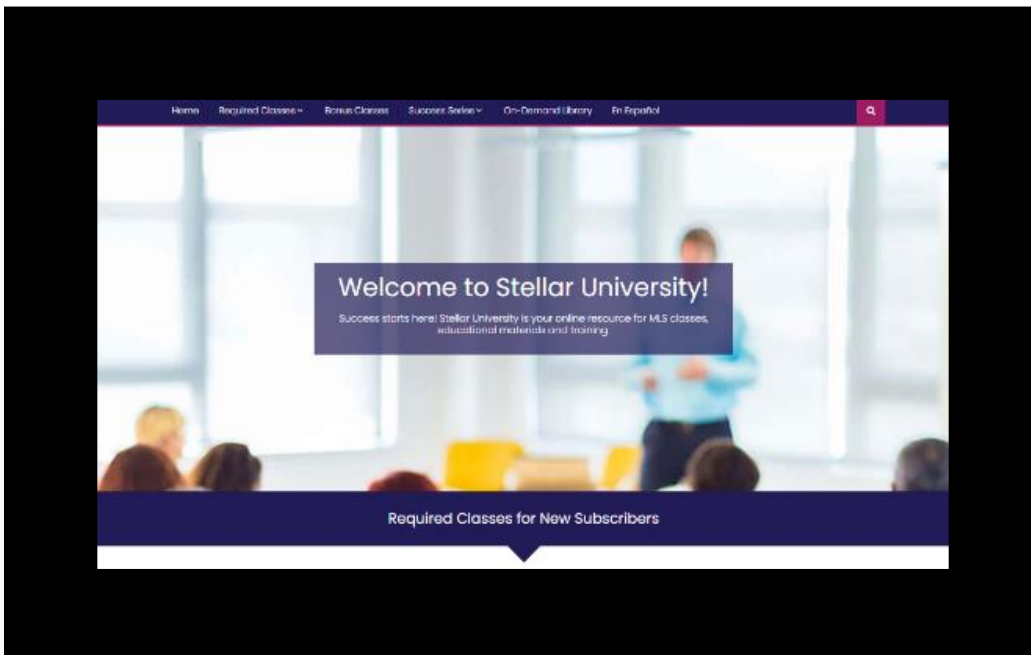 Home Required Classes Bonus Classes Success Series On-Demand Library En Español
Welcome to Stellar University!
Success starts here! Stellar University is your online resource for MLS classes,
educational materials and training.
Required Classes for New Subscribers